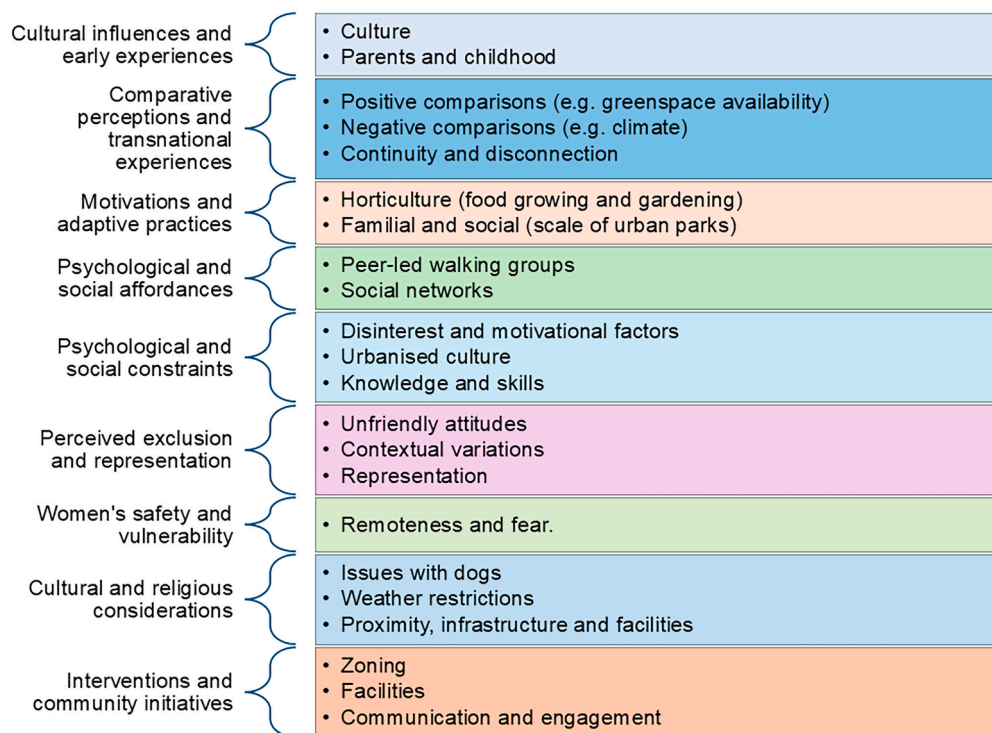 Cultural influences and
early experiences
• Culture
• Parents and childhood
Comparative
perceptions and
transnational
experiences
• Positive comparisons (e.g. greenspace availability)
• Negative comparisons (e.g. climate)
• Continuity and disconnection
Motivations and
adaptive practices
• Horticulture (food growing and gardening)
• Familial and social (scale of urban parks)
Psychological and
social affordances
• Peer-led walking groups
• Social networks
Psychological and
social constraints
• Disinterest and motivational factors
• Urbanised culture
• Knowledge and skills
Perceived exclusion
and representation
• Unfriendly attitudes
• Contextual variations
• Representation
Women's safety and
vulnerability
• Remoteness and fear.
Cultural and religious
considerations
• Issues with dogs
• Weather restrictions
• Proximity, infrastructure and facilities
Interventions and
community initiatives
• Zoning
• Facilities
• Communication and engagement